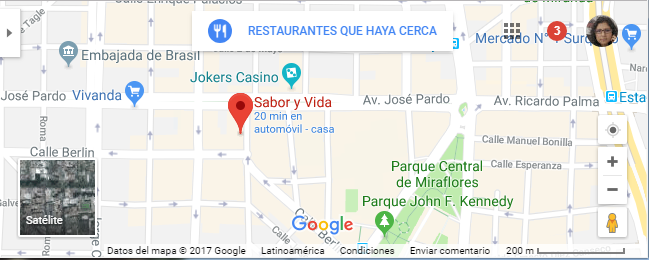 Calle Enrique Palacios
de Miranda
Tagle
RESTAURANTES QUE HAYA CERCA
3
Mercado N° 1 Surq
Embajada de Brasil
Jokers Casino
José Pardo
Vivanda
Sabor y Vida
20 min en
automóvil - casa
Av. José Pardo
Av. Ricardo Palma
Esta
Roma
Calle Berlin
Calle Manuel Bonilla
Calle Esperanza
Parque Central
de Miraflores
Parque John F. Kennedy
Satélite
Google
Datos del mapa © 2017 Google
Latinoamérica
Condiciones
Enviar comentario
200 m